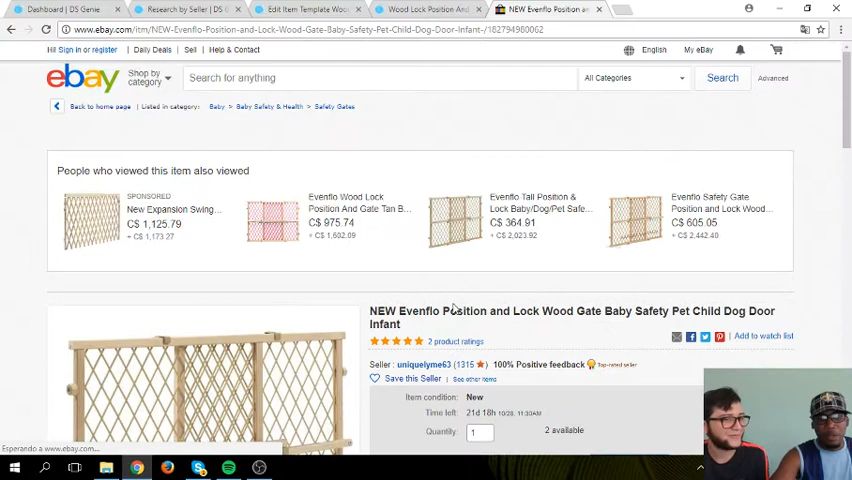 Dashboard | DS Genie
Research by Seller | DS G
Edit Item Template Woo
Wood Lock Position And
NEW Evenflo Position an
www.ebay.com/itm/NEW-Evenflo-Position-and-Lock-Wood-Gate-Baby-Safety-Pet-Child-Dog-Door-Infant-/182794980062
Hi! Sign in or register
Daily Deals
Sell
Help & Contact
English
My eBay
ebay
Shop by category
Search for anything
All Categories
Search
Advanced
Back to home page
Listed in category:
Baby > Baby Safety & Health > Safety Gates
People who viewed this item also viewed
SPONSORED
New Expansion Swing...
C$ 1,125.79
+ C$ 1,173.27
Evenflo Wood Lock
Position And Gate Tan B...
C$ 975.74
+ C$ 1,602.09
Evenflo Tall Position &
Lock Baby/Dog/Pet Safe...
C$ 364.91
+ C$ 2,023.92
Evenflo Safety Gate
Position and Lock Wood...
C$ 605.05
+ C$ 2,442.40
NEW Evenflo Position and Lock Wood Gate Baby Safety Pet Child Dog Door
Infant
2 product ratings
Add to watch list
Seller: uniquelyme63 (1315) 100% Positive feedback Top-rated seller
Save this Seller
See other items
Item condition: New
Time left: 21d 18h 10/28, 11:30AM
Quantity: 1 2 available
Esperando a www.ebay.com...